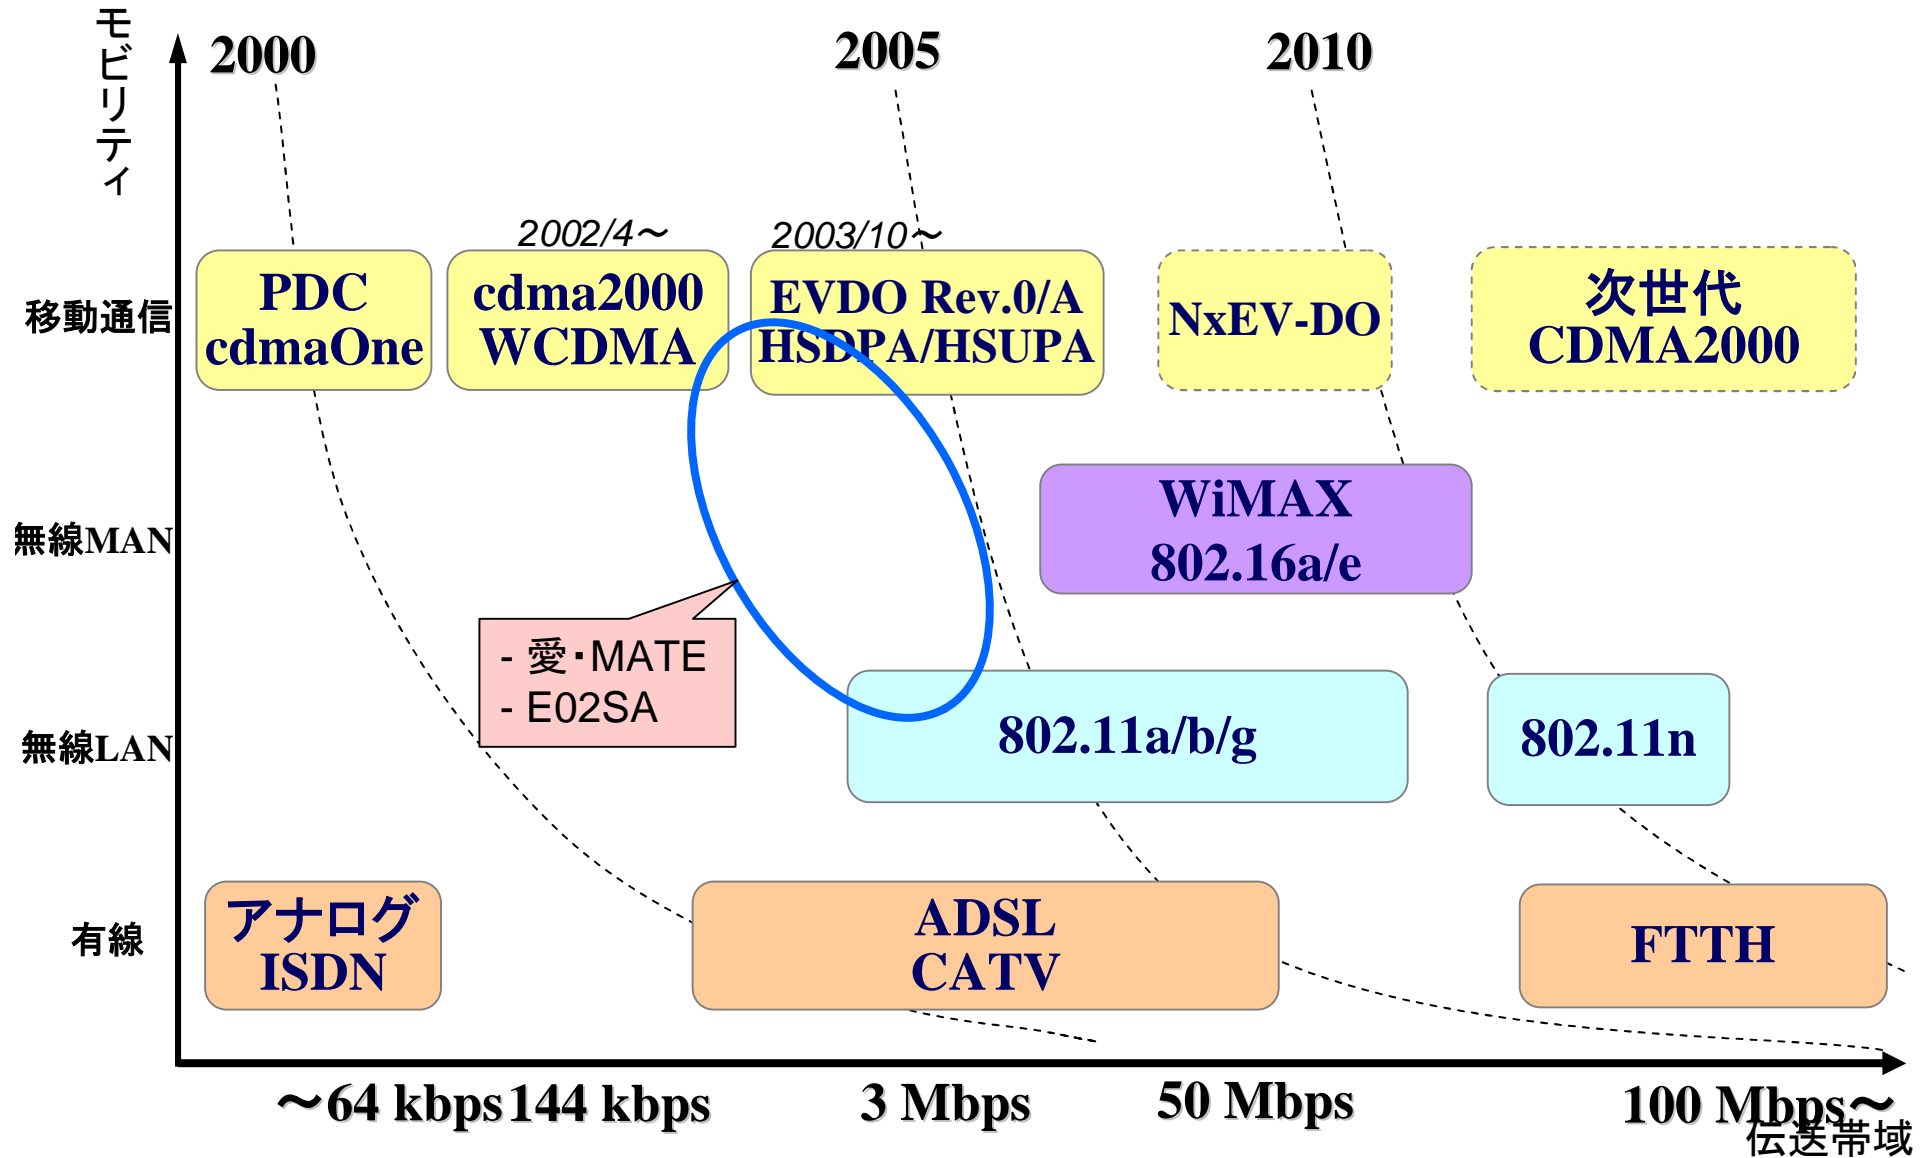 モビリティ
2000
2005
2010
2002/4～
2003/10～
移動通信
PDC
cdmaOne
cdma2000
WCDMA
EVDO Rev.0/A
HSDPA/HSUPA
NxEV-DO
次世代
CDMA2000
無線MAN
WiMAX
802.16a/e
- 愛・MATE
- E02SA
無線LAN
802.11a/b/g
802.11n
有線
アナログ
ISDN
ADSL
CATV
FTTH
～64 kbps
144 kbps
3 Mbps
50 Mbps
100 Mbps～
伝送帯域